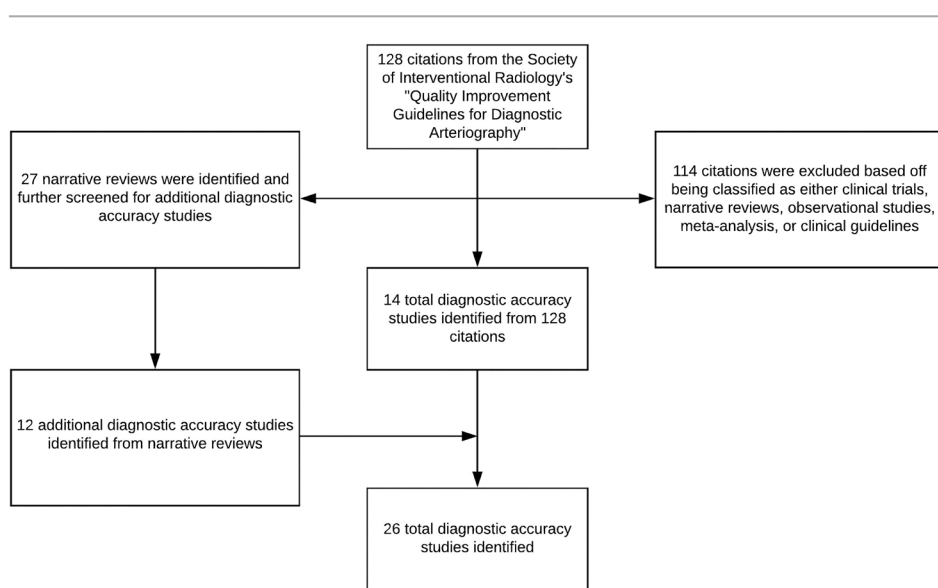 128 citations from the Society
of Interventional Radiology's
"Quality Improvement
Guidelines for Diagnostic
Arteriography"
27 narrative reviews were identified and
further screened for additional diagnostic
accuracy studies
114 citations were excluded based off
being classified as either clinical trials,
narrative reviews, observational studies,
meta-analysis, or clinical guidelines
14 total diagnostic accuracy
studies identified from 128
citations
12 additional diagnostic accuracy studies
identified from narrative reviews
26 total diagnostic accuracy
studies identified